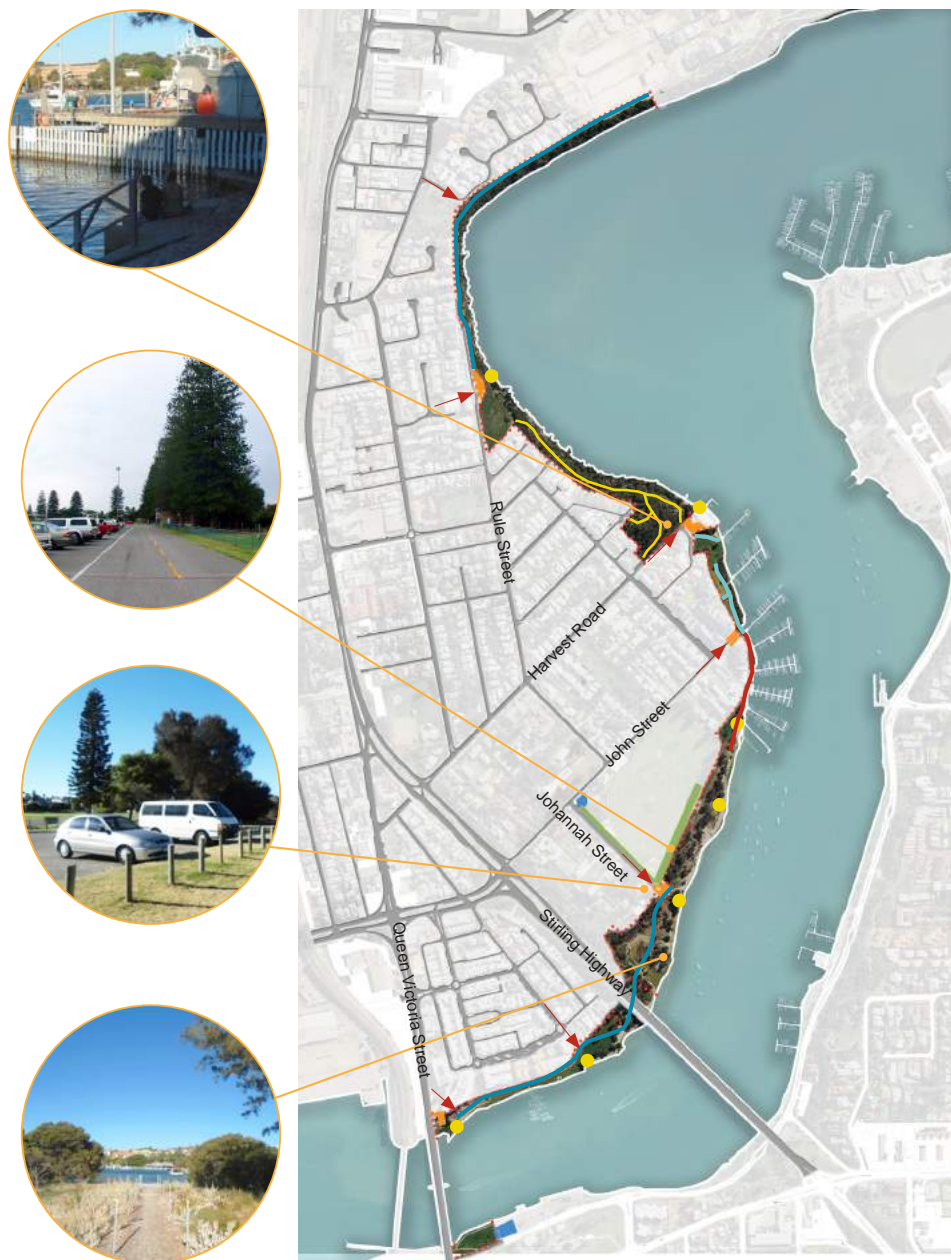 Rule Street
Harvest Road
John Street
Johannah Street
Stirling Highway
Queen Victoria Street